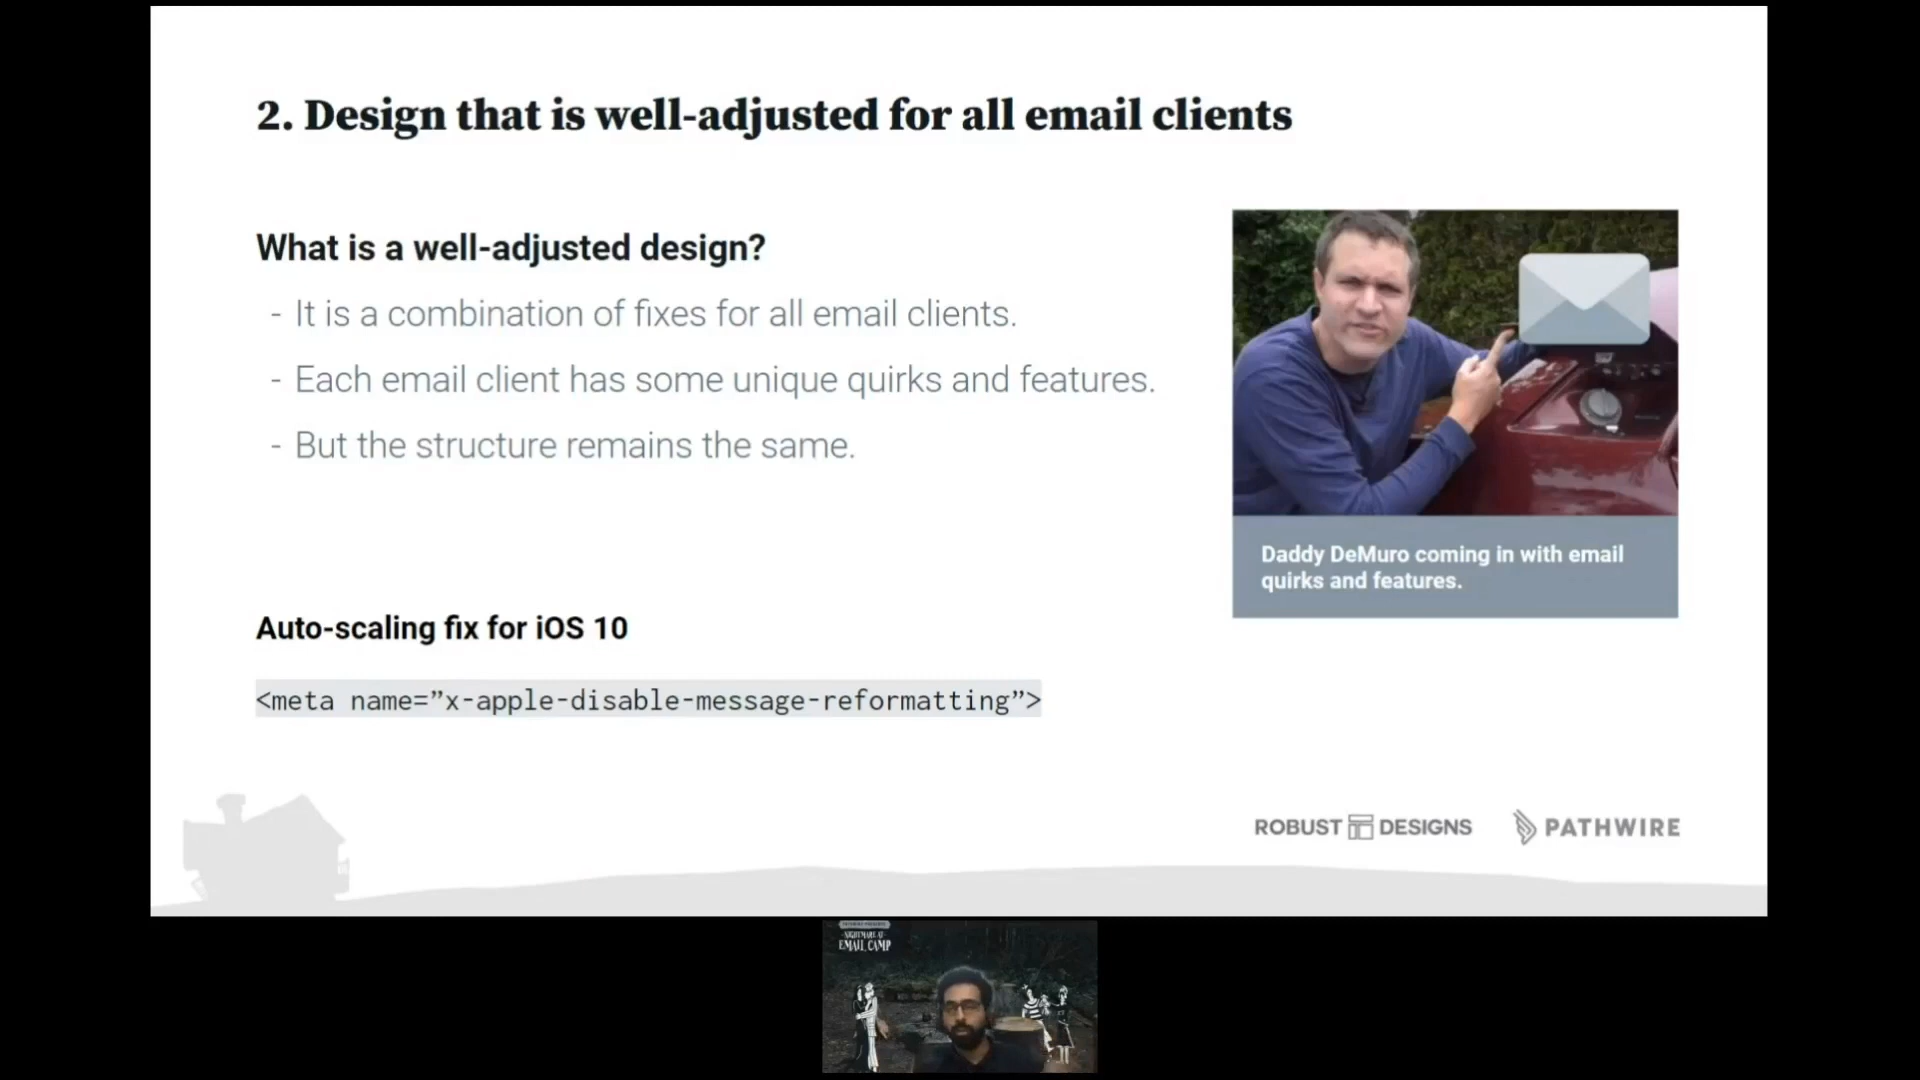 2. Design that is well-adjusted for all email clients
What is a well-adjusted design?
- It is a combination of fixes for all email clients.
- Each email client has some unique quirks and features.
- But the structure remains the same.
Daddy DeMuro coming in with email
quirks and features.
Auto-scaling fix for iOS 10
<meta name=”x-apple-disable-message-reformatting”>
ROBUST DESIGNS
PATHWIRE
NIGHTMARE AT
EMAIL CAMP